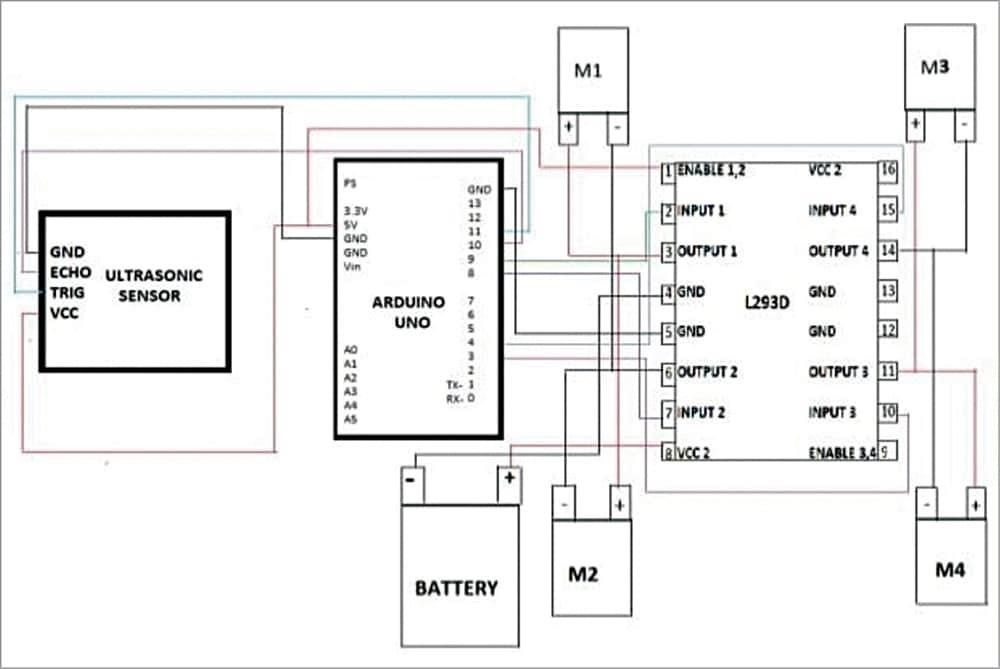 M1
+
-
M3
+
-
GND
ECHO
TRIG
VCC
ULTRASONIC
SENSOR
PS
3.3V
5V
GND
GND
Vin
A0
A1
A2
A3
A4
A5
ARDUINO
UNO
GND
13
12
11
10
9
8
7
6
5
4
3
2
TX- 1
RX- 0
1 ENABLE 1,2
2 INPUT 1
3 OUTPUT 1
4 GND
5 GND
6 OUTPUT 2
7 INPUT 2
8 VCC 2
L293D
VCC 2 16
INPUT 4 15
OUTPUT 4 14
GND 13
GND 12
OUTPUT 3 11
INPUT 3 10
ENABLE 3,4 9
-
+
BATTERY
-
+
M2
-
+
M4